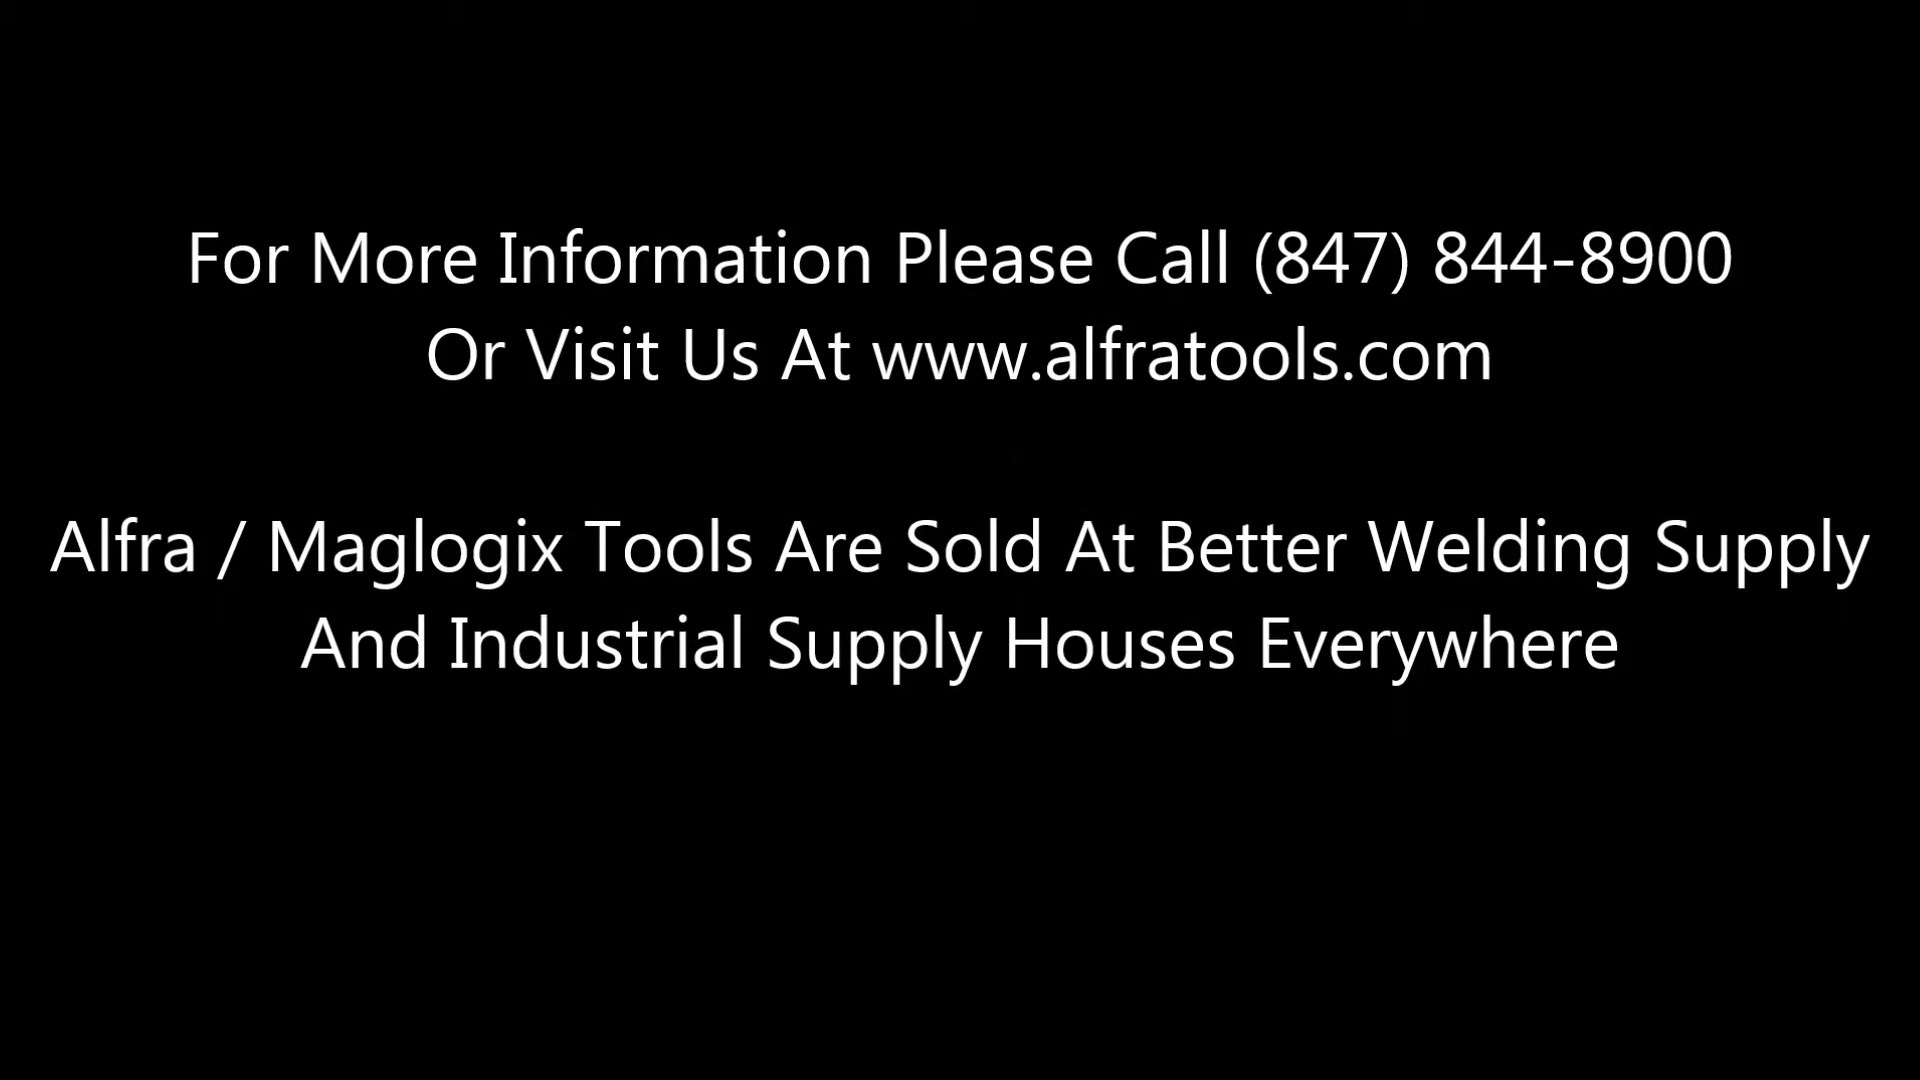 For More Information Please Call (847) 844-8900
Or Visit Us At www.alfratools.com
Alfra / Maglogix Tools Are Sold At Better Welding Supply
And Industrial Supply Houses Everywhere